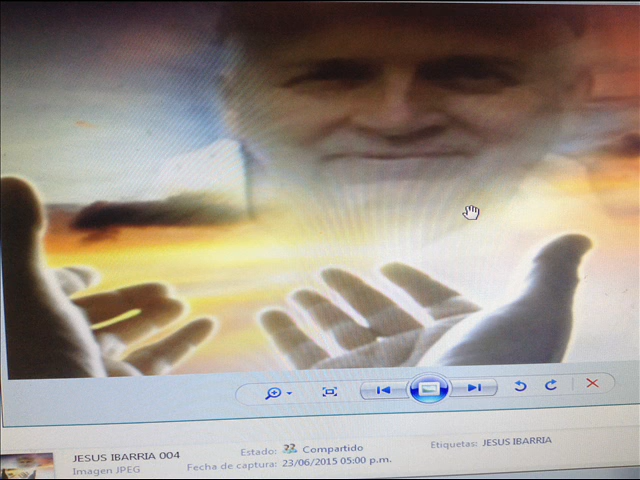 JESUS IBARRIA 004
Imagen JPEG
Estado: Compartido
Fecha de captura: 23/06/2015 05:00 p.m.
Etiquetas: JESUS IBARRIA